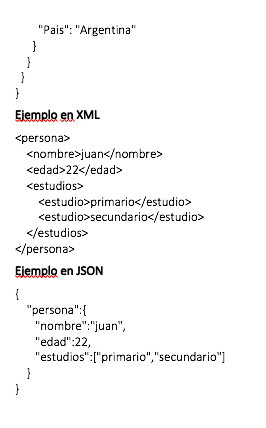 "Pais": "Argentina"
}
}
}
}
Ejemplo en XML
<persona>
<nombre>juan</nombre>
<edad>22</edad>
<estudios>
<estudio>primario</estudio>
<estudio>secundario</estudio>
</estudios>
</persona>
Ejemplo en JSON
{
"persona":{
"nombre":"juan",
"edad":22,
"estudios":["primario","secundario"]
}
}